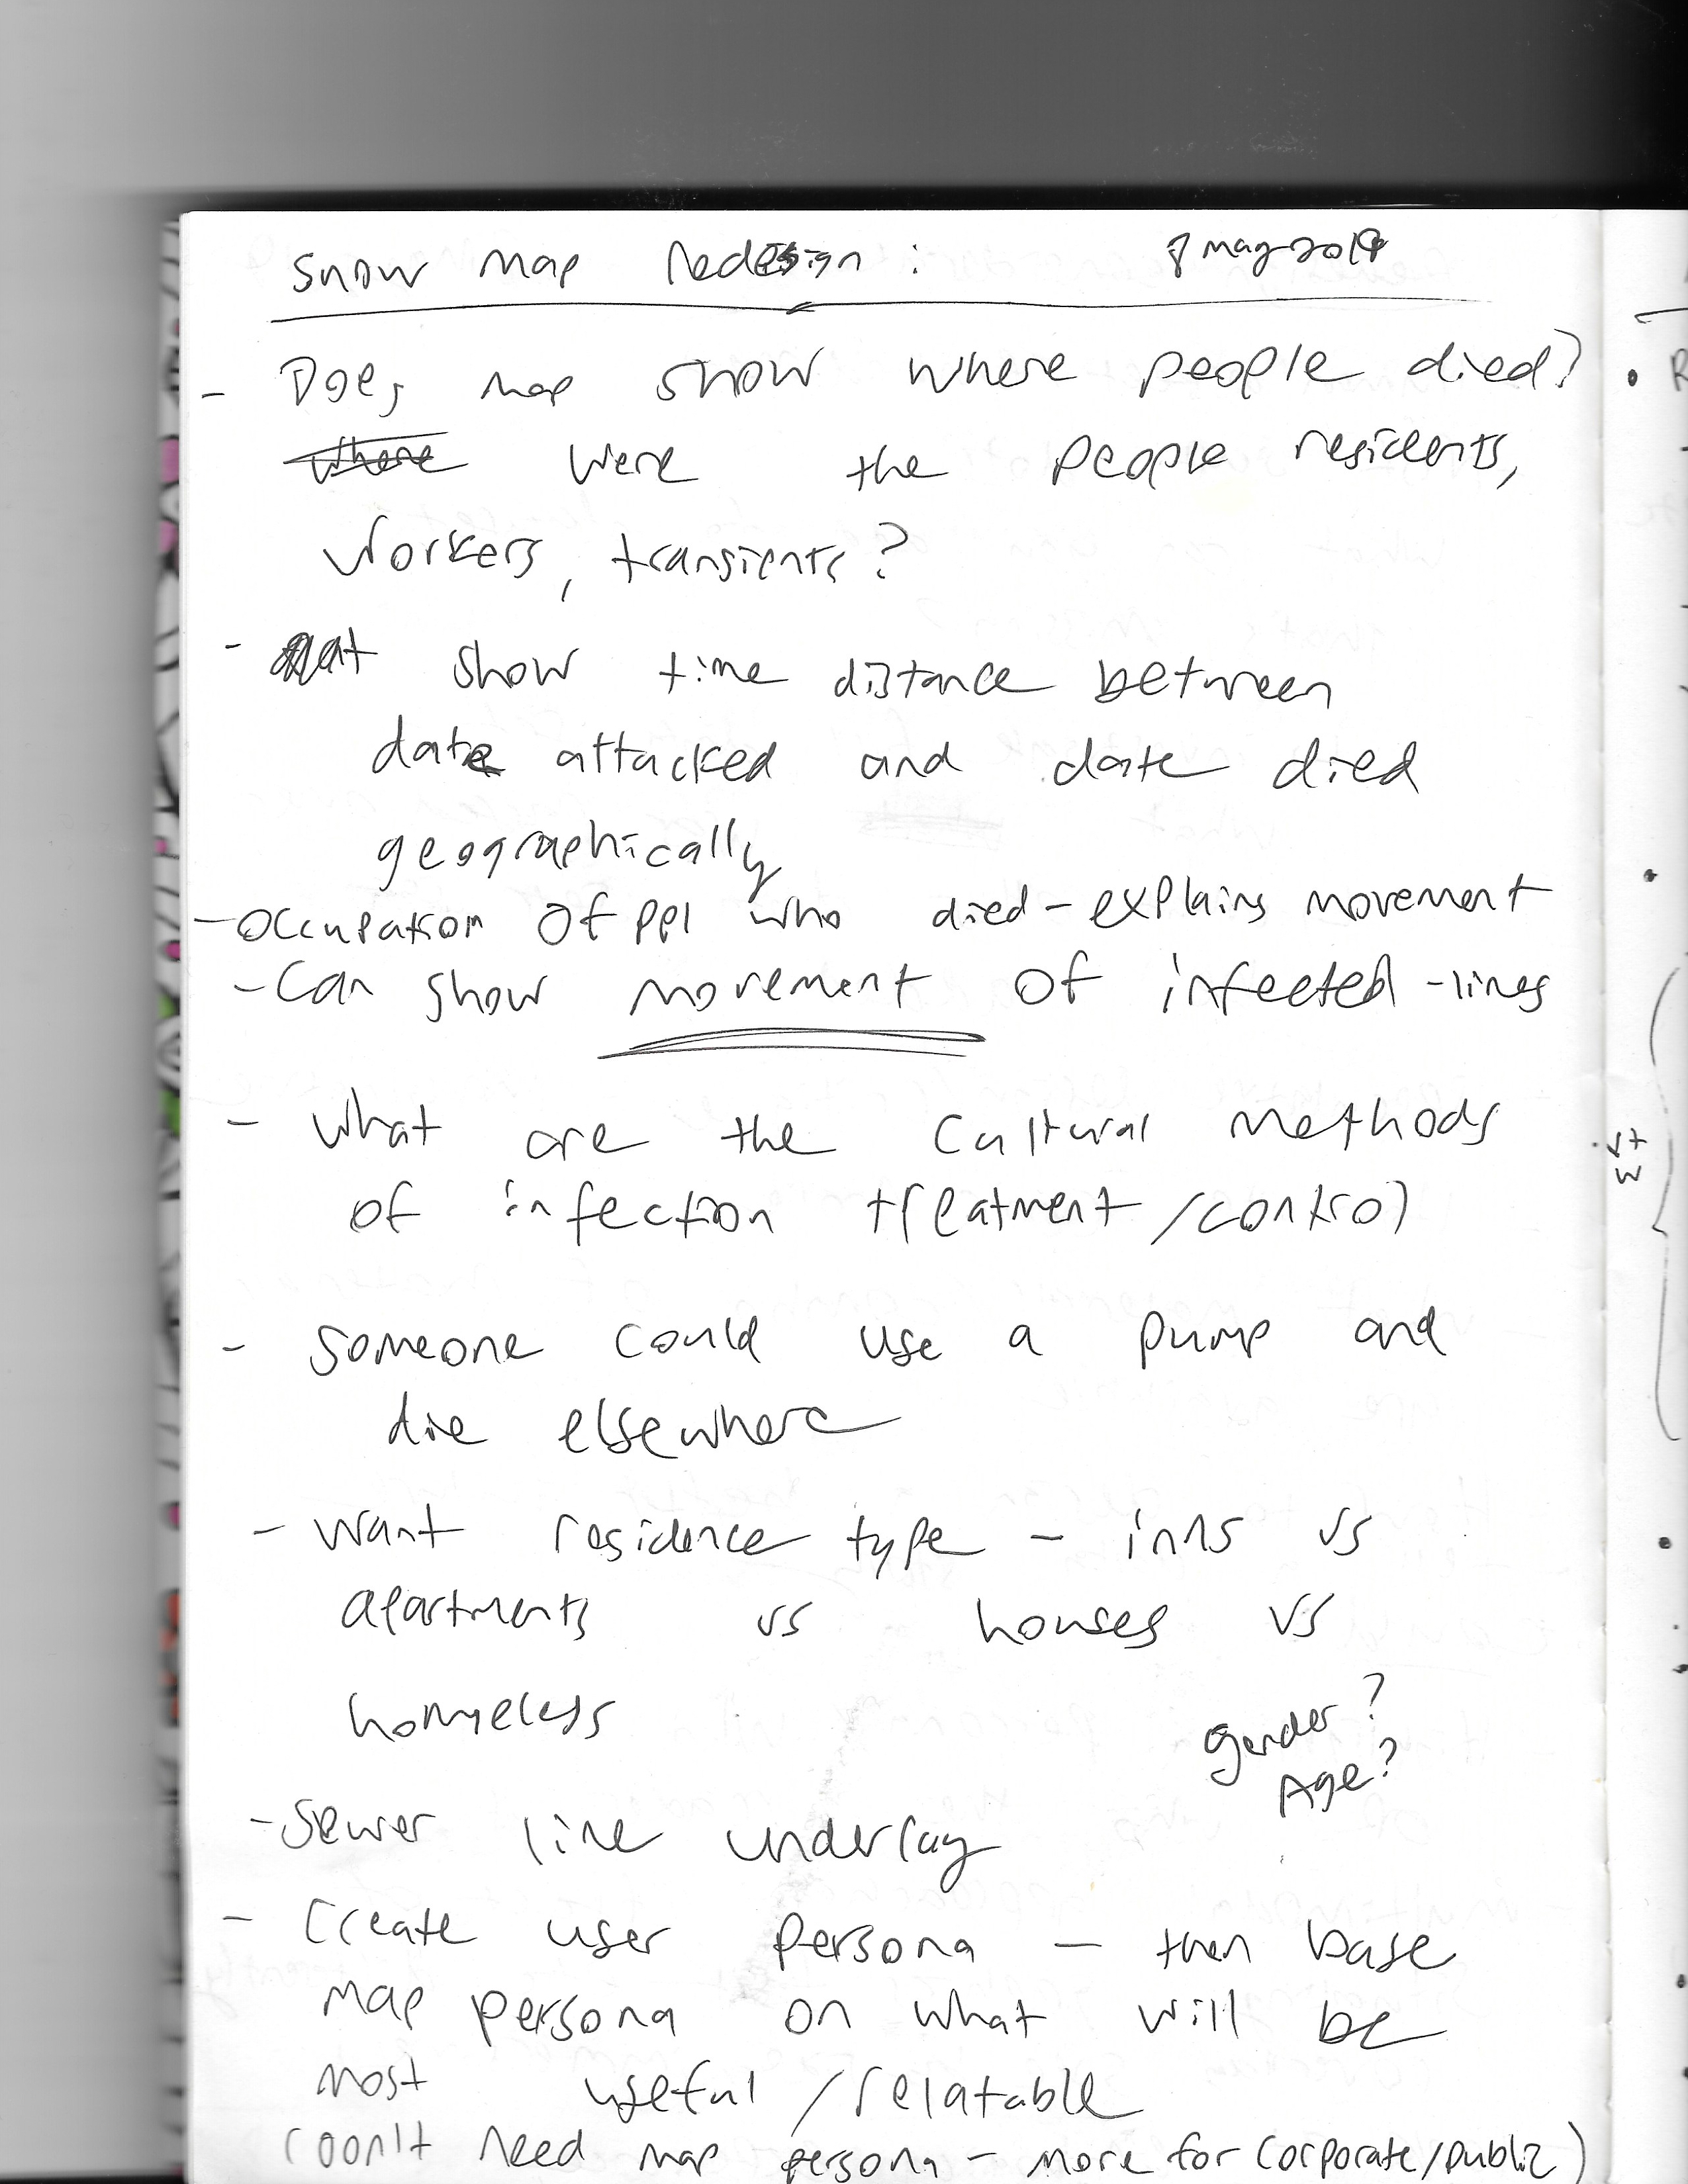 Snow Map Redesign : 8 may 2019
- Does map show where people died?
where were the people residents,
workers, transients?
- show time distance between
date attacked and date died
geographically
- occupation of ppl who died - explains movement
- Can show movement of infected - lines
- what are the cultural methods
of infection treatment/control
- someone could use a pump and
die elsewhere
- want residence type - inns vs
apartments vs houses vs
homeless
gender?
Age?
- Sewer line underlay
- Create user persona - then base
map persona on what will be
most useful/relatable
(Don't need map persona - more for corporate/public)